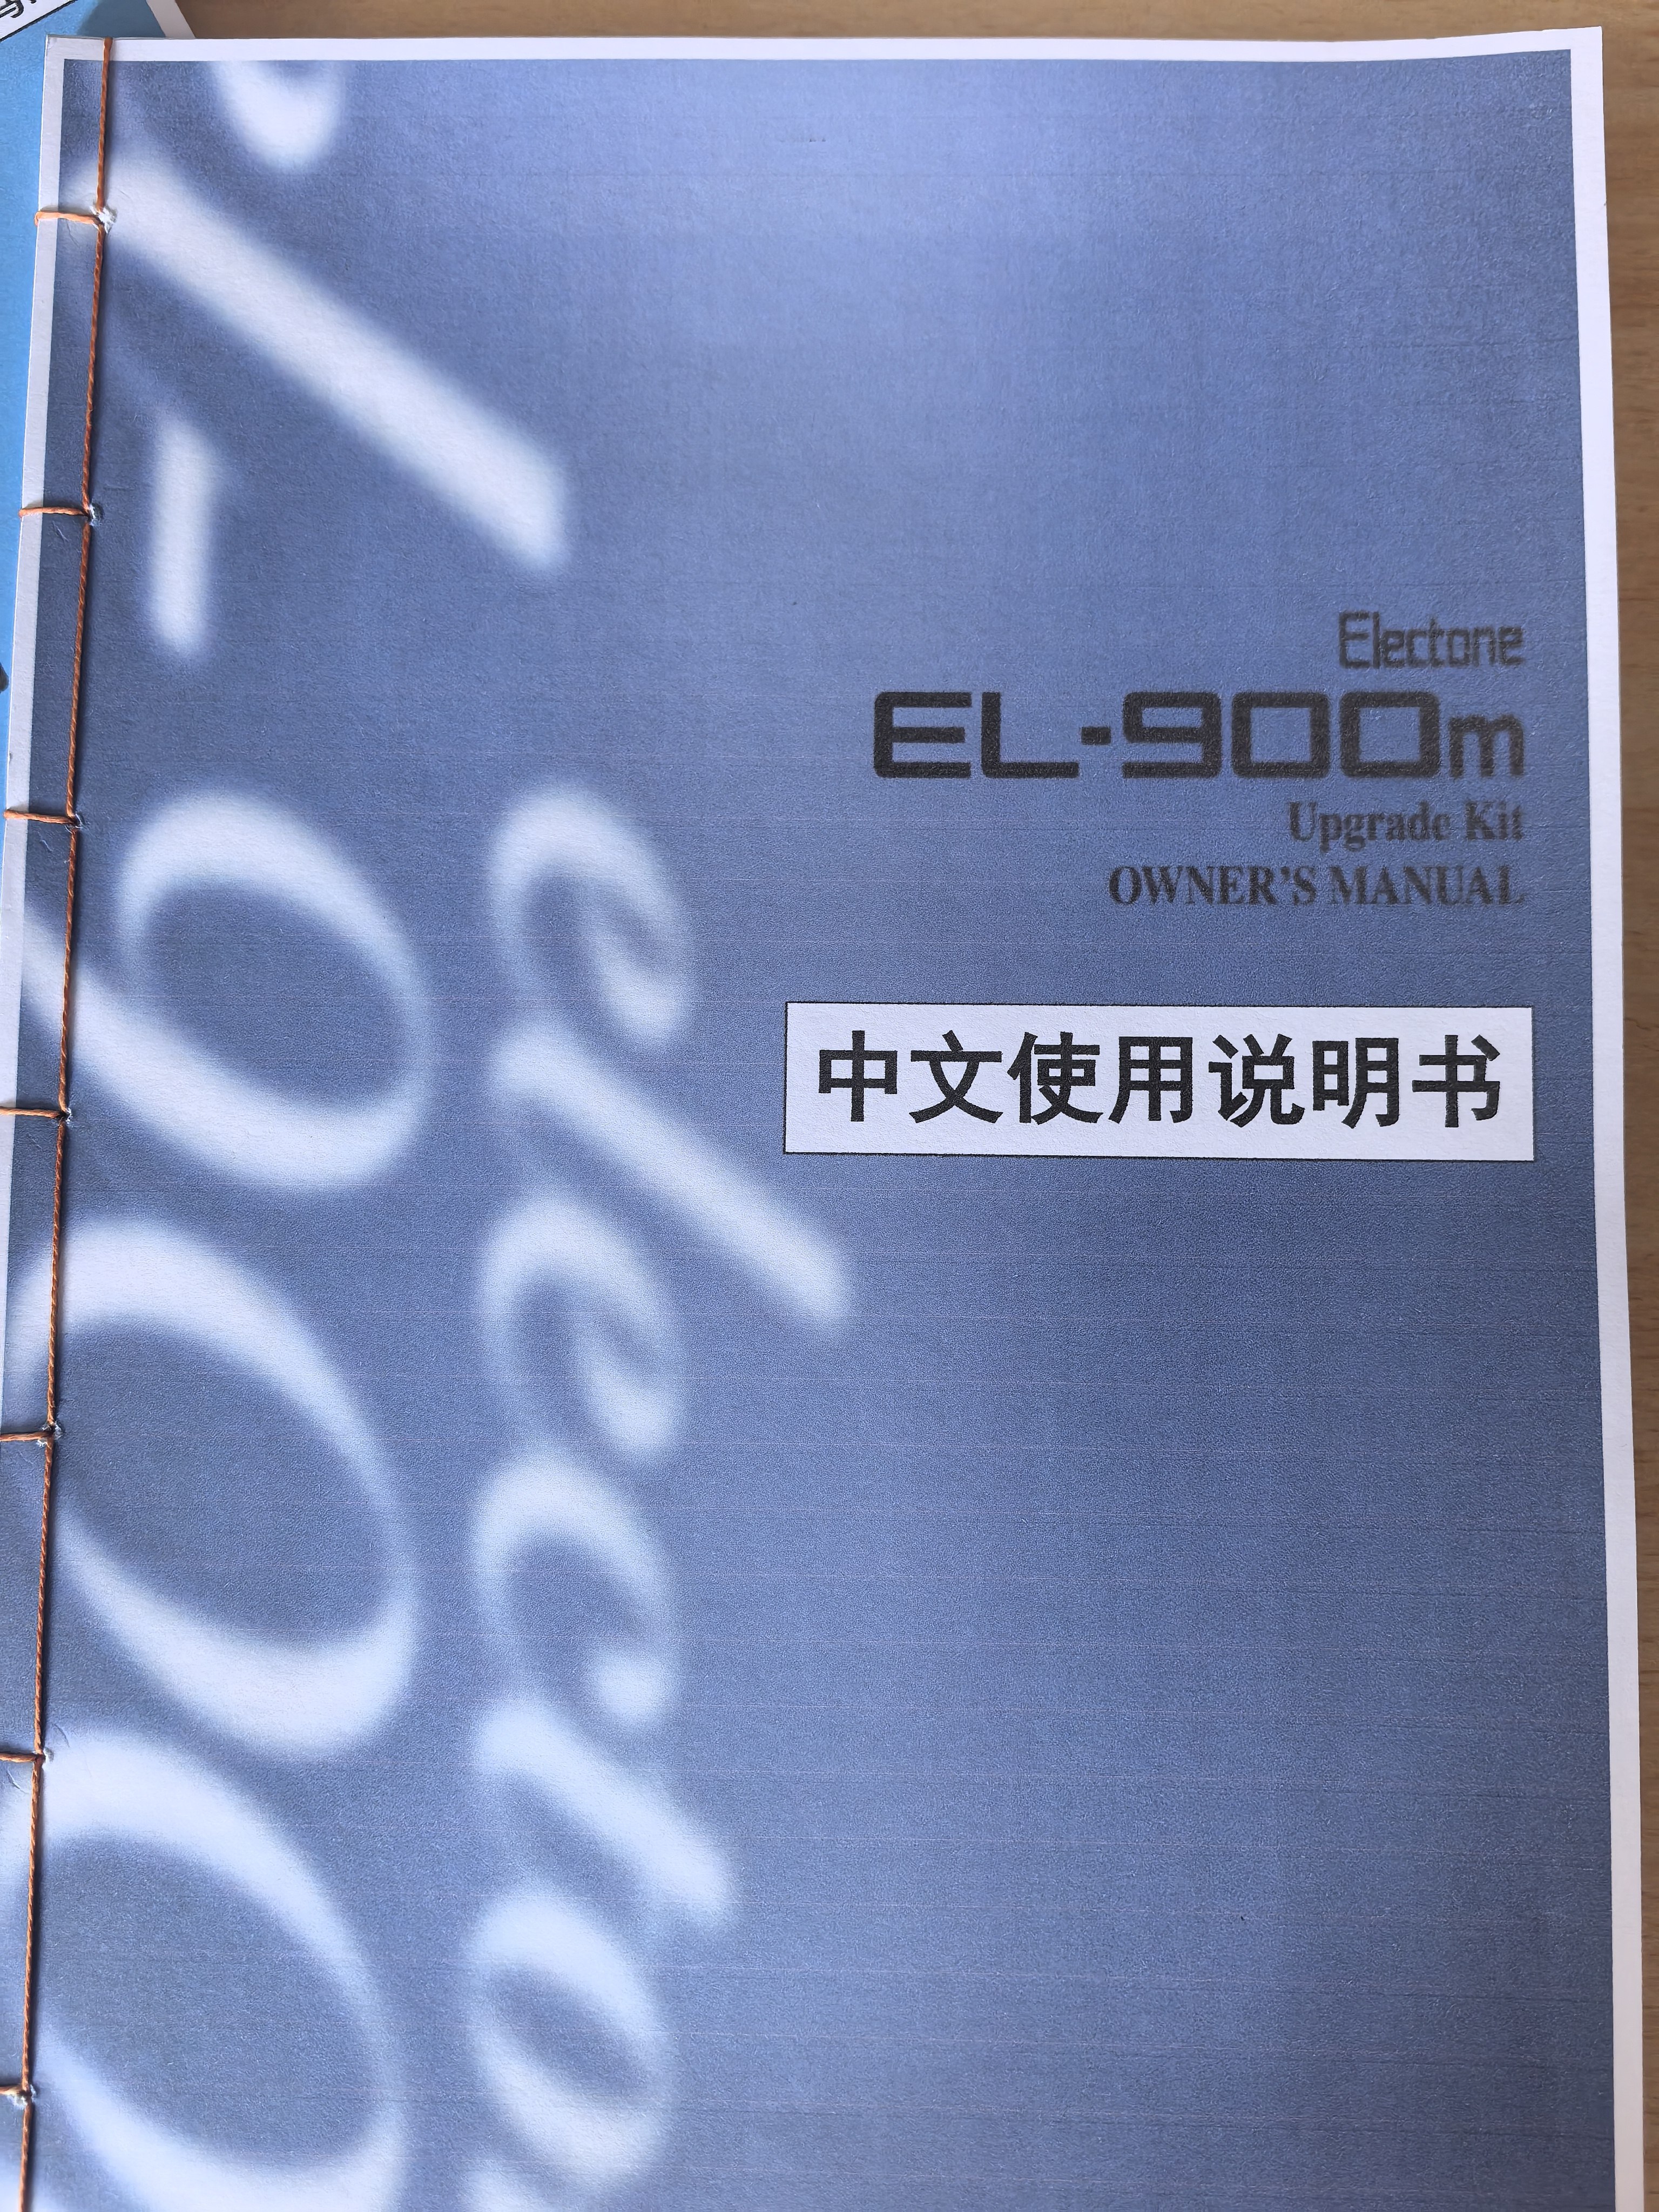 Electone
EL-900m
Upgrade Kit
OWNER'S MANUAL
中文使用说明书